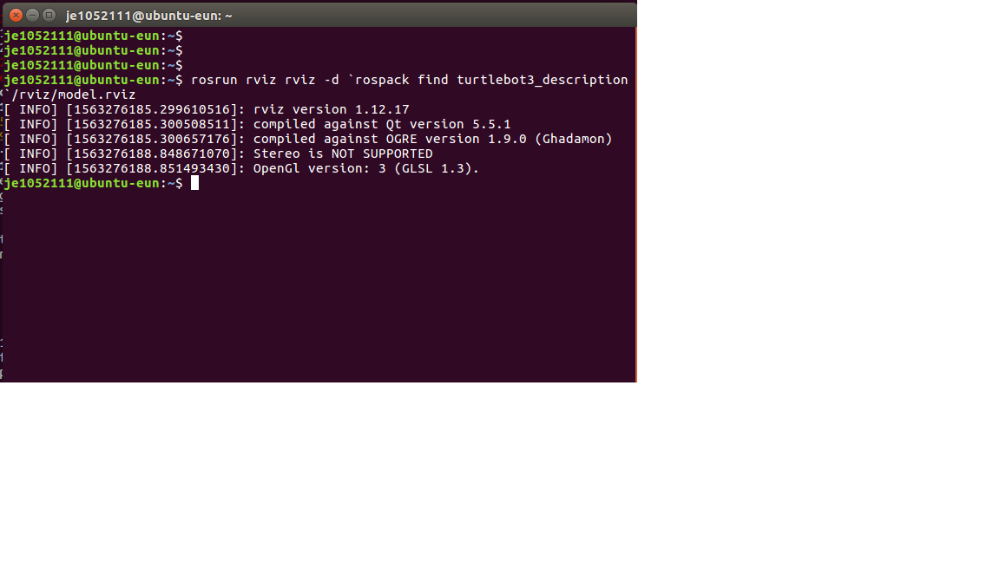 je1052111@ubuntu-eun: ~
je1052111@ubuntu-eun:~$
je1052111@ubuntu-eun:~$
je1052111@ubuntu-eun:~$
je1052111@ubuntu-eun:~$ rosrun rviz rviz -d `rospack find turtlebot3_description
`/rviz/model.rviz
[ INFO] [1563276185.299610516]: rviz version 1.12.17
[ INFO] [1563276185.300508511]: compiled against Qt version 5.5.1
[ INFO] [1563276185.300657176]: compiled against OGRE version 1.9.0 (Ghadamon)
[ INFO] [1563276188.848671070]: Stereo is NOT SUPPORTED
[ INFO] [1563276188.851493430]: OpenGl version: 3 (GLSL 1.3).
je1052111@ubuntu-eun:~$